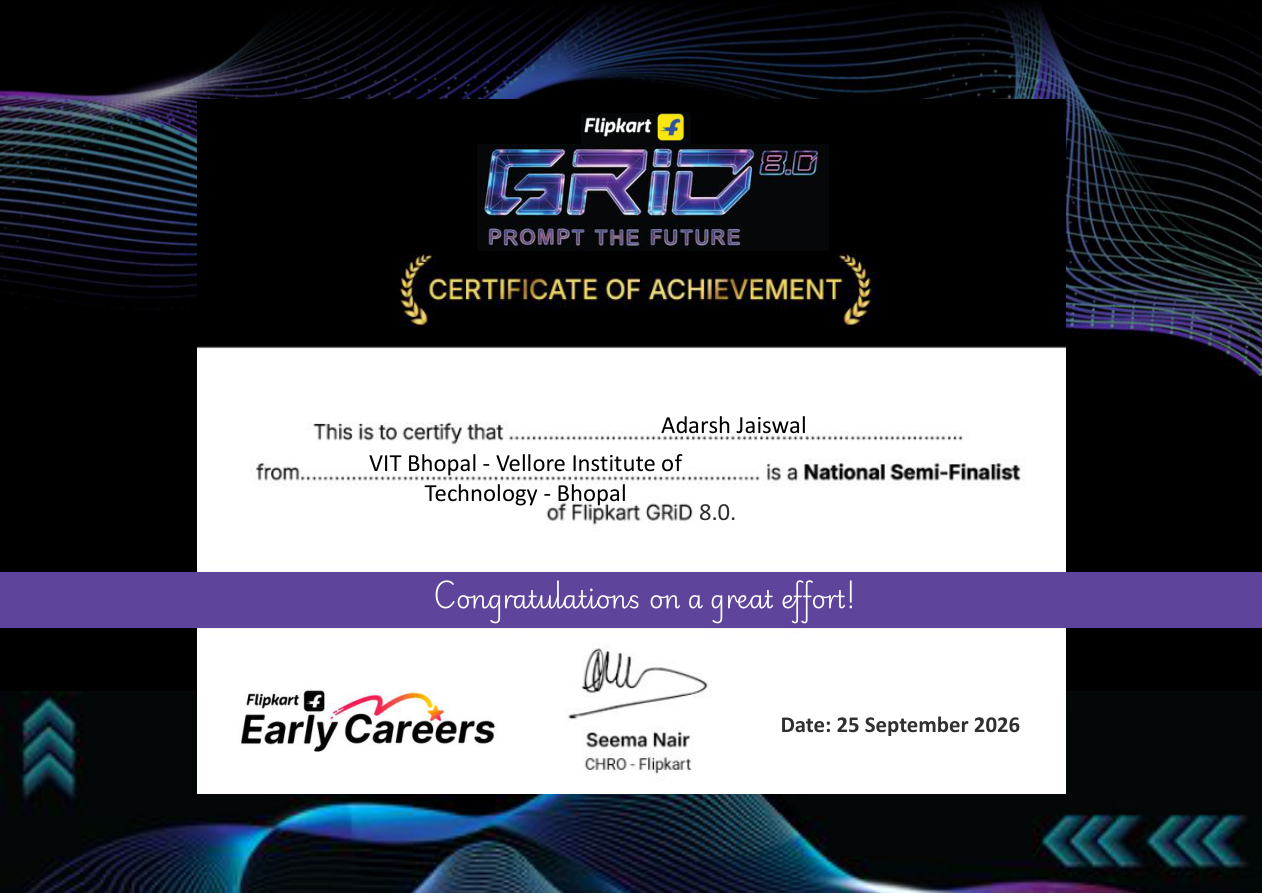 Flipkart
GRiD 8.0
PROMPT THE FUTURE
CERTIFICATE OF ACHIEVEMENT
This is to certify that ................................................................................ Adarsh Jaiswal
from................................................................................ is a National Semi-Finalist
VIT Bhopal - Vellore Institute of
Technology - Bhopal
of Flipkart GRiD 8.0.
Congratulations on a great effort!
Flipkart
Early Careers
Seema Nair
CHRO - Flipkart
Date: 25 September 2026